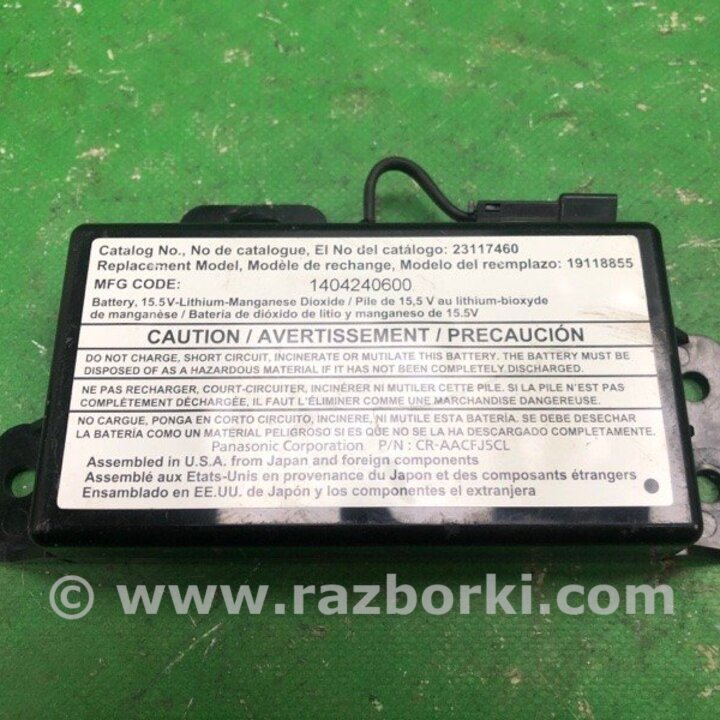 Catalog No., No de catalogue, El No del catálogo: 23117460
Replacement Model, Modèle de rechange, Modelo del reemplazo: 19118855
MFG CODE: 1404240600
Battery, 15.5V-Lithium-Manganese Dioxide / Pile de 15,5 V au lithium-bioxyde
de manganèse / Batería de dióxido de litio y manganeso de 15.5V
CAUTION / AVERTISSEMENT / PRECAUCIÓN
DO NOT CHARGE, SHORT CIRCUIT, INCINERATE OR MUTILATE THIS BATTERY. THE BATTERY MUST BE
DISPOSED OF AS A HAZARDOUS MATERIAL IF IT HAS NOT BEEN COMPLETELY DISCHARGED.
NE PAS RECHARGER, COURT-CIRCUITER, INCINÉRER NI MUTILER CETTE PILE. SI LA PILE N'EST PAS
COMPLÈTEMENT DÉCHARGÉE, IL FAUT L'ÉLIMINER COMME UNE MARCHANDISE DANGEREUSE.
NO CARGUE, PONGA EN CORTO CIRCUITO, INCINERE, NI MUTILE ESTA BATERÍA. SE DEBE DESECHAR
LA BATERÍA COMO UN MATERIAL PELIGROSO SI ES QUE NO SE LA HA DESCARGADO COMPLETAMENTE.
Panasonic Corporation P/N : CR-AACFJ5CL
Assembled in U.S.A. from Japan and foreign components
Assemblé aux Etats-Unis en provenance du Japon et des composants étrangers
Ensamblado en EE.UU. de Japón y los componentes el extranjero
© www.razborki.com